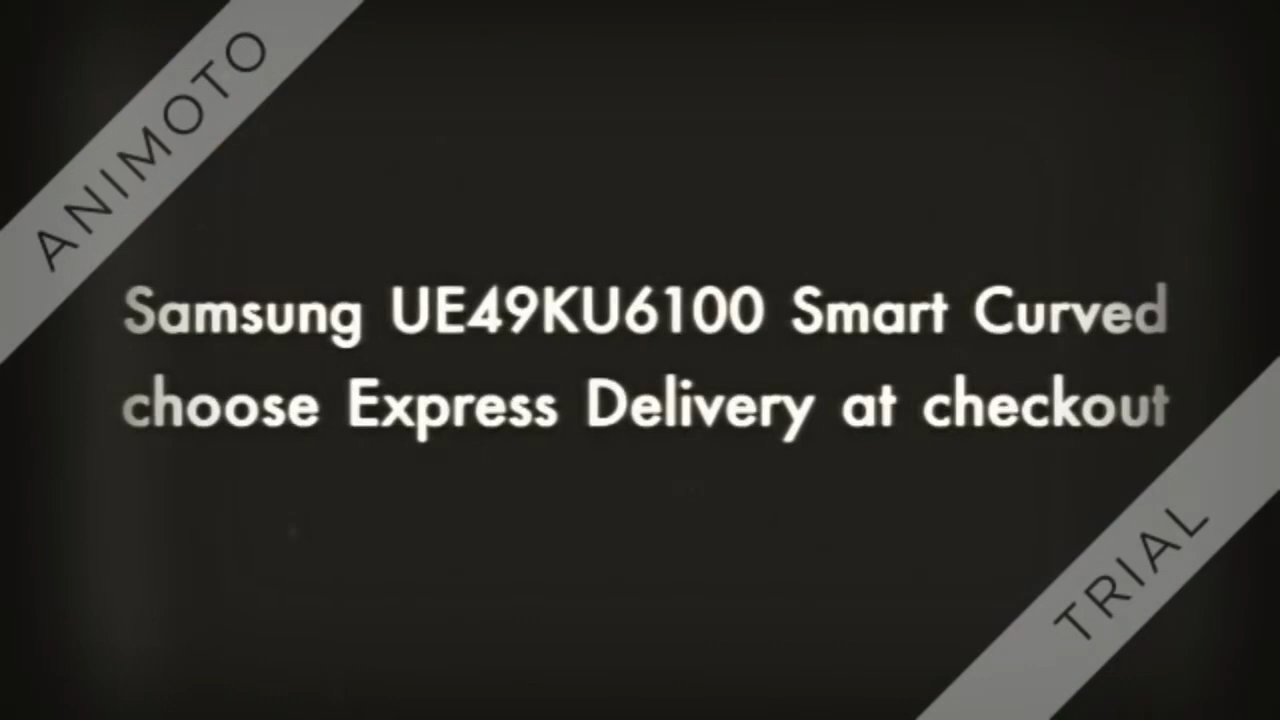 ANIMOTO
Samsung UE49KU6100 Smart Curved
choose Express Delivery at checkout
TRIAL